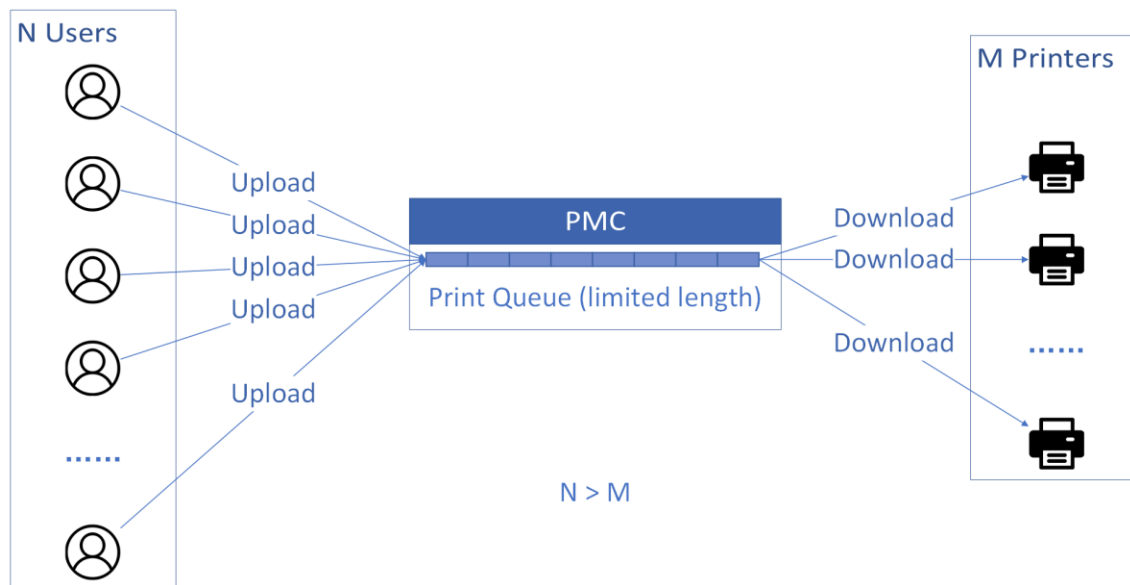 N Users
M Printers
Upload
Upload
Upload
Upload
Upload
PMC
Print Queue (limited length)
Download
Download
Download
......
......
N > M